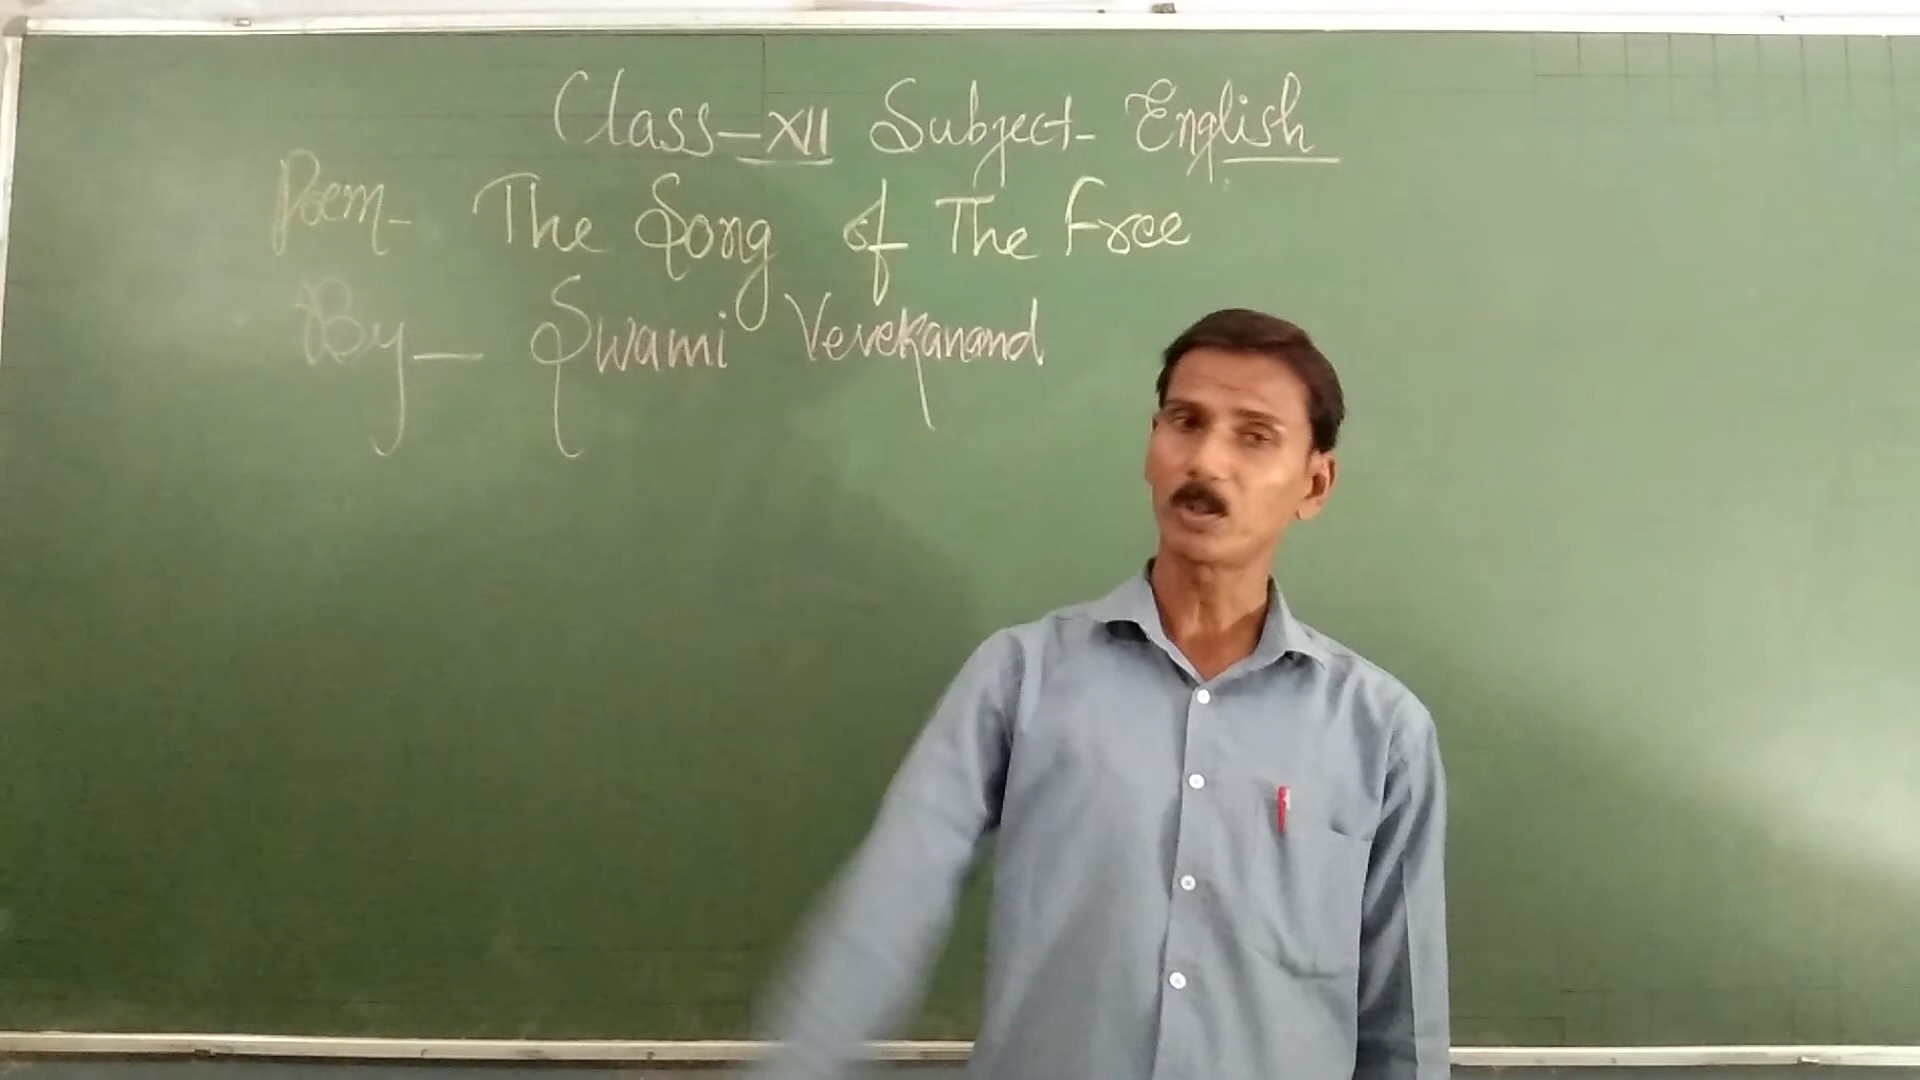 Class-XII Subject- English
Poem- The Song of The Free
By- Swami Vevekanand